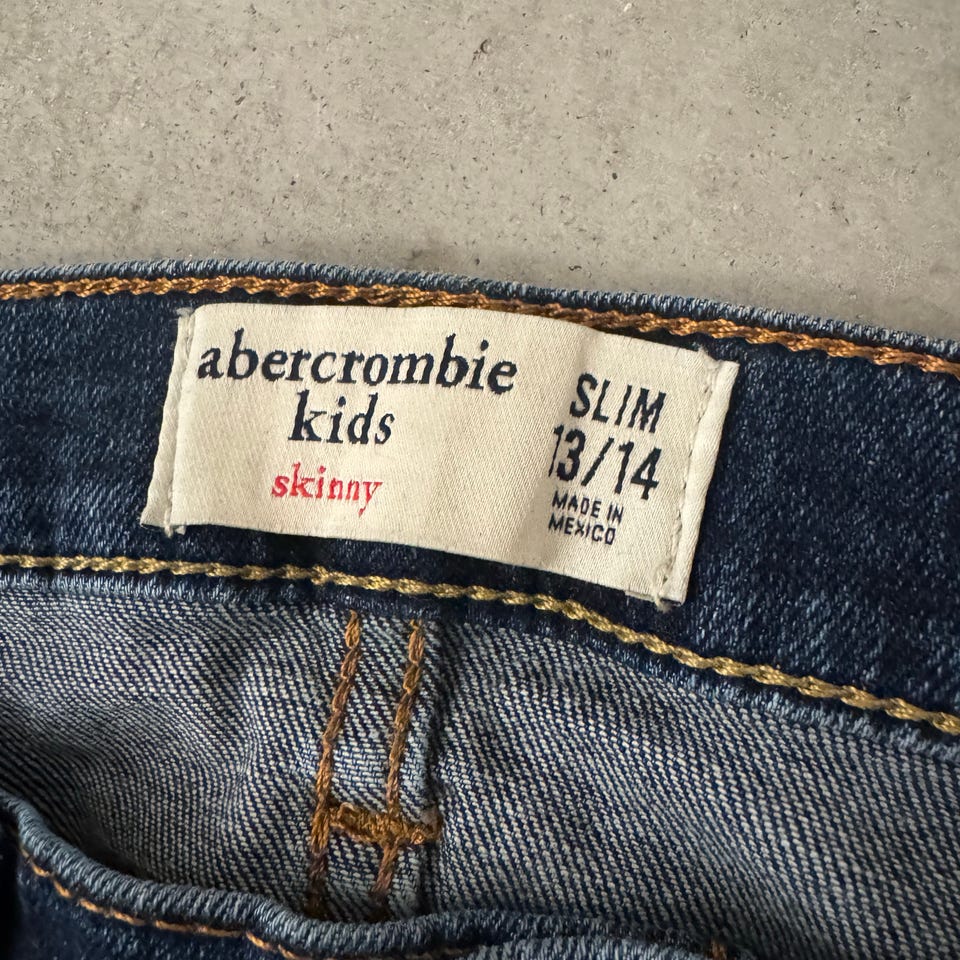 abercrombie
kids
skinny
SLIM
13/14
MADE IN
MEXICO